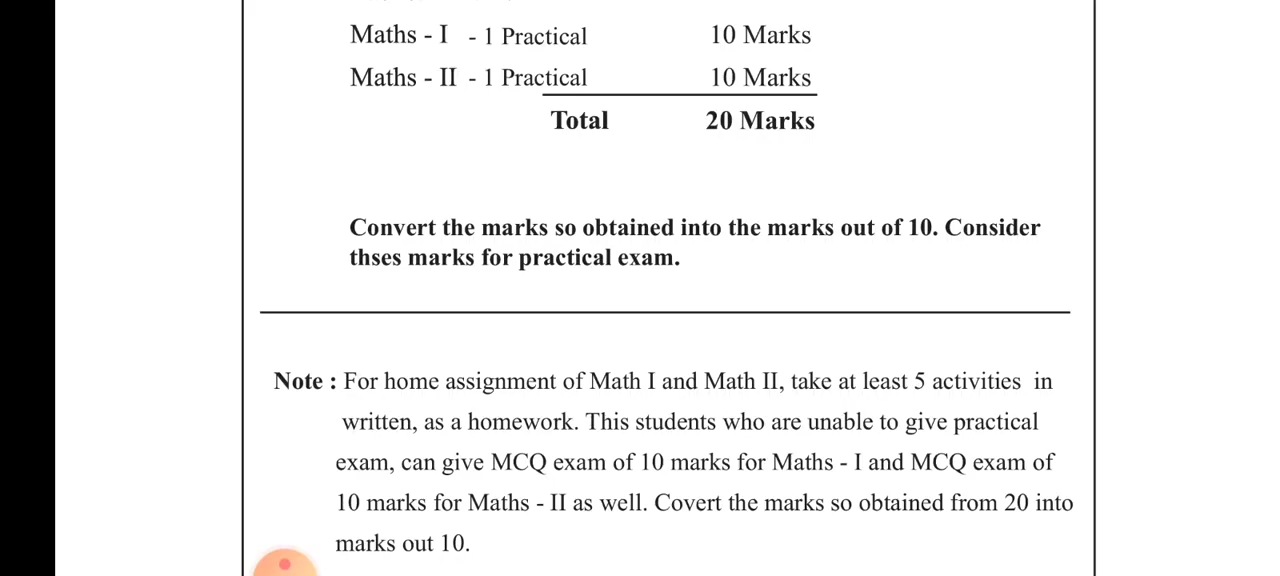 Maths - I - 1 Practical 10 Marks
Maths - II - 1 Practical 10 Marks
Total 20 Marks
Convert the marks so obtained into the marks out of 10. Consider
thses marks for practical exam.
Note : For home assignment of Math I and Math II, take at least 5 activities in
written, as a homework. This students who are unable to give practical
exam, can give MCQ exam of 10 marks for Maths - I and MCQ exam of
10 marks for Maths - II as well. Covert the marks so obtained from 20 into
marks out 10.